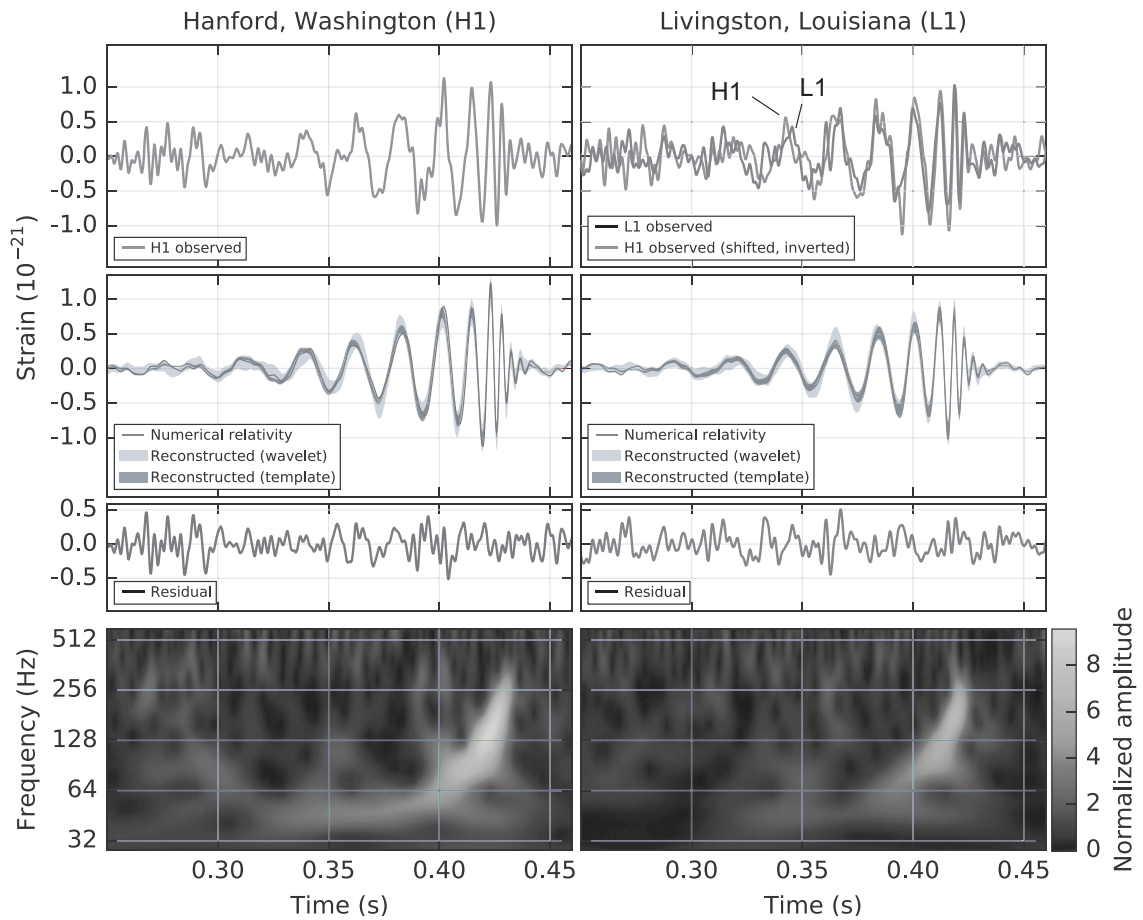 Hanford, Washington (H1)
Livingston, Louisiana (L1)
Strain (10⁻²¹)
1.0
0.5
0.0
-0.5
-1.0
H1 observed
H1
L1
L1 observed
H1 observed (shifted, inverted)
1.0
0.5
0.0
-0.5
-1.0
Numerical relativity
Reconstructed (wavelet)
Reconstructed (template)
Numerical relativity
Reconstructed (wavelet)
Reconstructed (template)
0.5
0.0
-0.5
Residual
Residual
Frequency (Hz)
512
256
128
64
32
Normalized amplitude
8
6
4
2
0
0.30
0.35
0.40
0.45
0.30
0.35
0.40
0.45
Time (s)
Time (s)